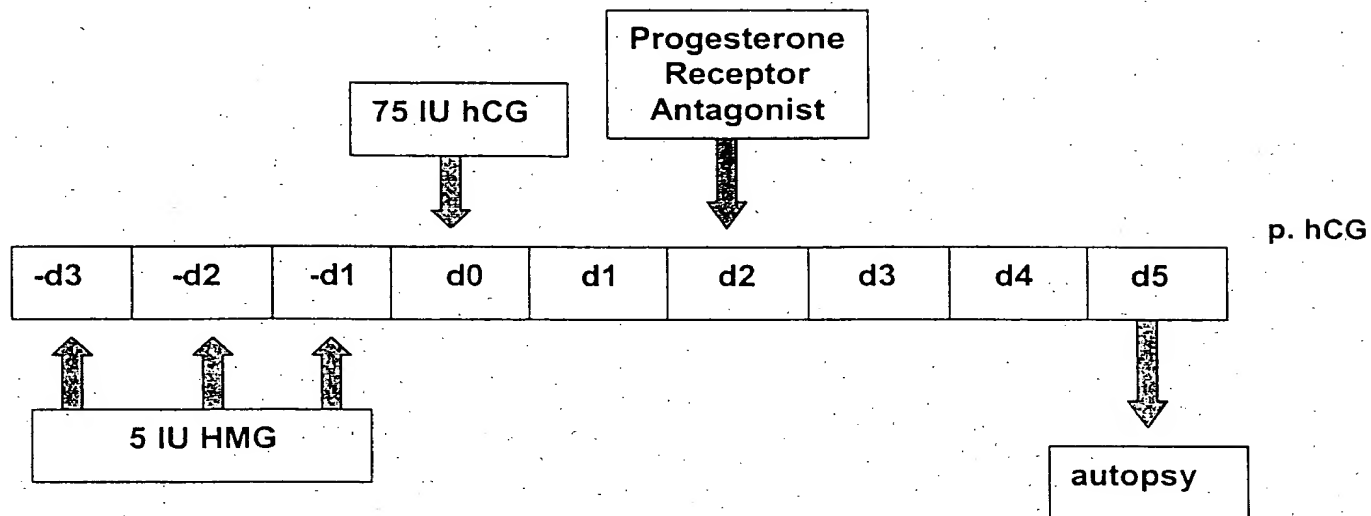 Progesterone
Receptor
Antagonist
75 IU hCG
p. hCG
-d3 -d2 -d1 d0 d1 d2 d3 d4 d5
5 IU HMG
autopsy